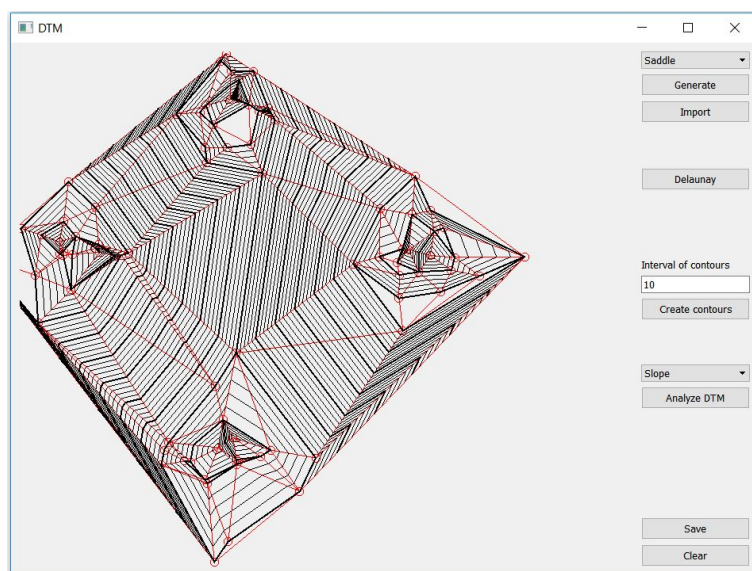 DTM
Saddle
Generate
Import
Delaunay
Interval of contours
10
Create contours
Slope
Analyze DTM
Save
Clear